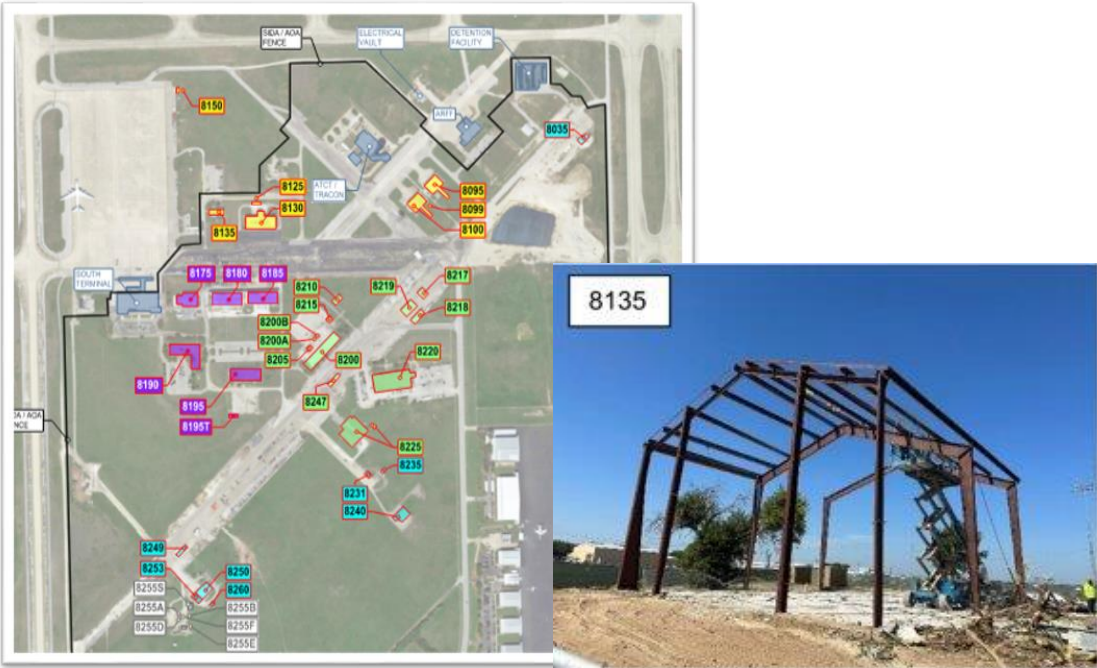 SIDA / AOA
FENCE
ELECTRICAL
VAULT
DETENTION
FACILITY
8150
ARFF
8035
ATCT /
TRACON
8125
8130
8135
8095
8099
8100
SOUTH
TERMINAL
8175
8180
8185
8210
8215
8219
8217
8218
8200B
8200A
8205
8200
8220
8190
8195
8195T
8247
8225
8235
8231
8240
8249
8253
8250
8260
8255S
8255A
8255D
8255B
8255F
8255E
DA / AOA
NCE
8135